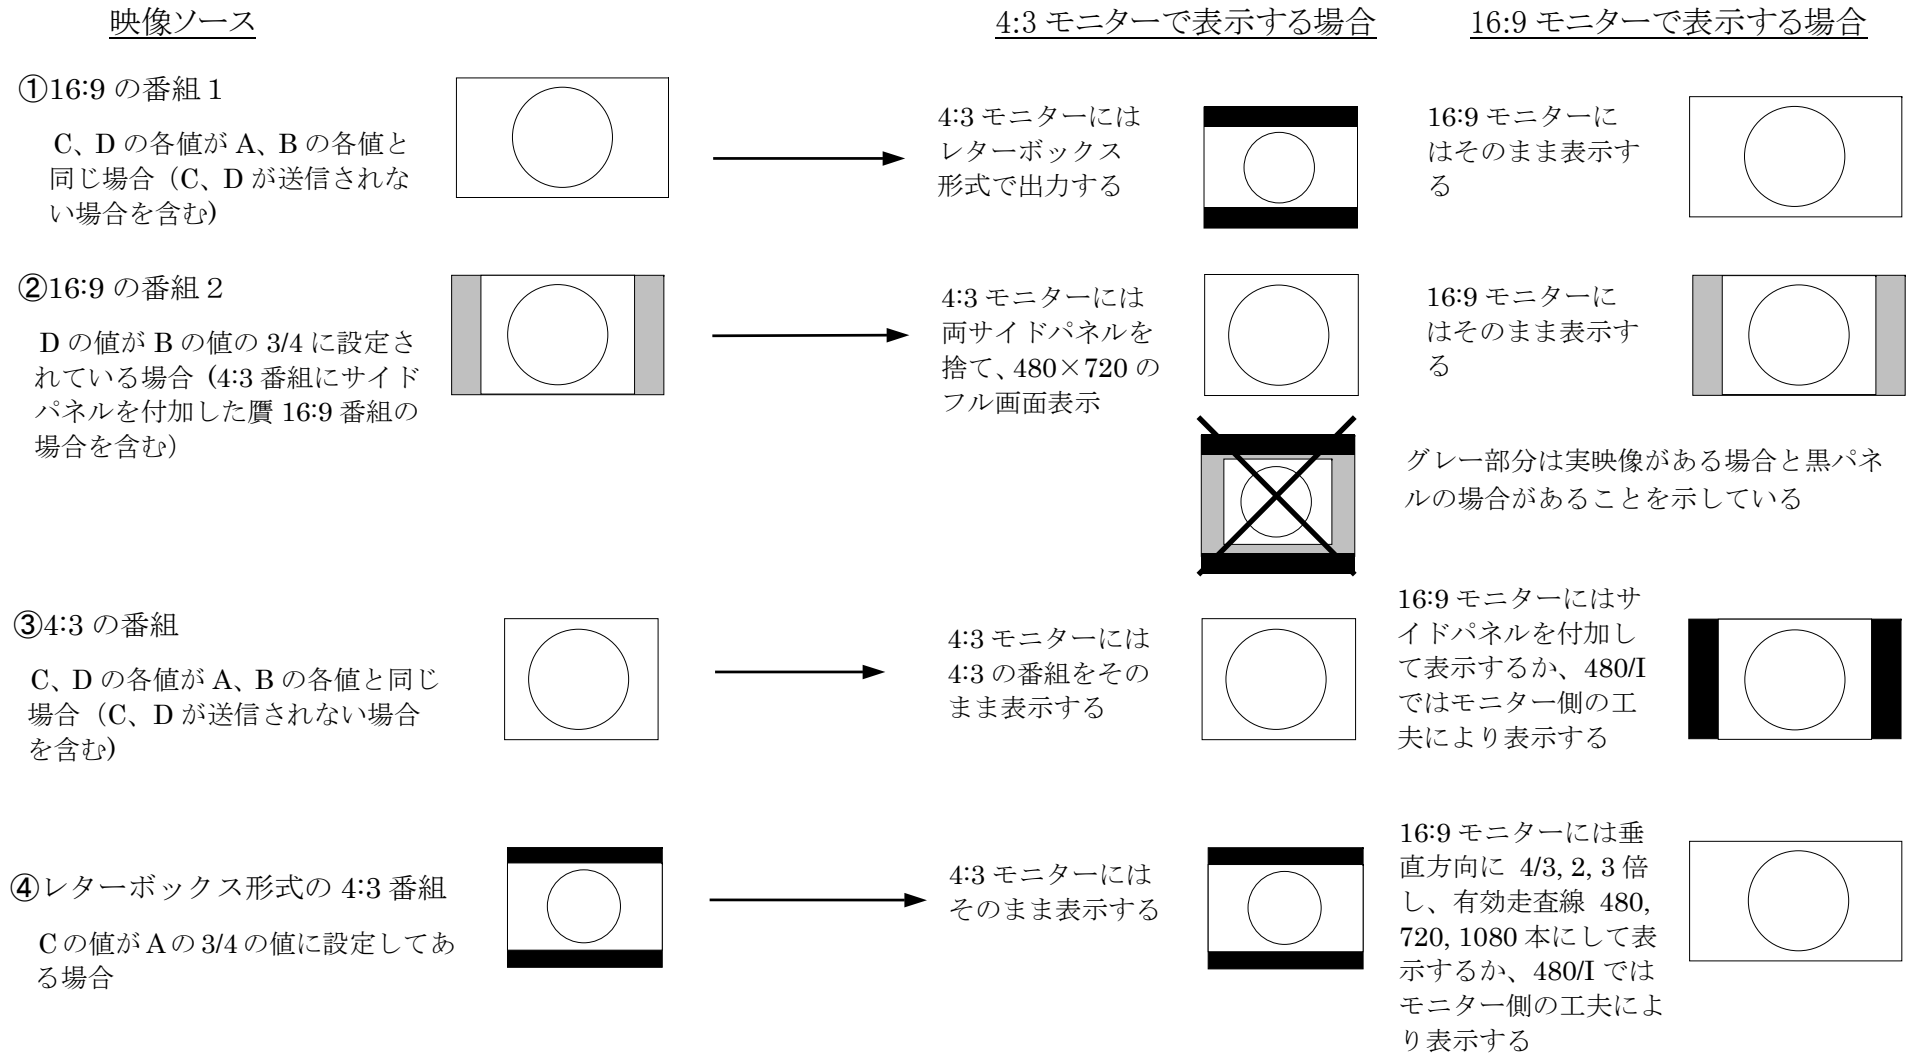 映像ソース
4:3 モニターで表示する場合
16:9 モニターで表示する場合
①16:9 の番組１
C、D の各値が A、B の各値と
同じ場合（C、D が送信されな
い場合を含む)
4:3 モニターには
レターボックス
形式で出力する
16:9 モニターに
はそのまま表示す
る
②16:9 の番組２
D の値が B の値の 3/4 に設定さ
れている場合 (4:3 番組にサイド
パネルを付加した贋 16:9 番組の
場合を含む）
4:3 モニターには
両サイドパネルを
捨て、480×720 の
フル画面表示
16:9 モニターに
はそのまま表示す
る
グレー部分は実映像がある場合と黒パネ
ルの場合があることを示している
③4:3 の番組
C、D の各値が A、B の各値と同じ
場合（C、D が送信されない場合
を含む)
4:3 モニターには
4:3 の番組をその
まま表示する
16:9 モニターにはサ
イドパネルを付加し
て表示するか、480/I
ではモニター側の工
夫により表示する
④レターボックス形式の 4:3 番組
C の値が A の 3/4 の値に設定してあ
る場合
4:3 モニターには
そのまま表示する
16:9 モニターには垂
直方向に 4/3, 2, 3 倍
し、有効走査線 480,
720, 1080 本にして表
示するか、480/I では
モニター側の工夫によ
り表示する